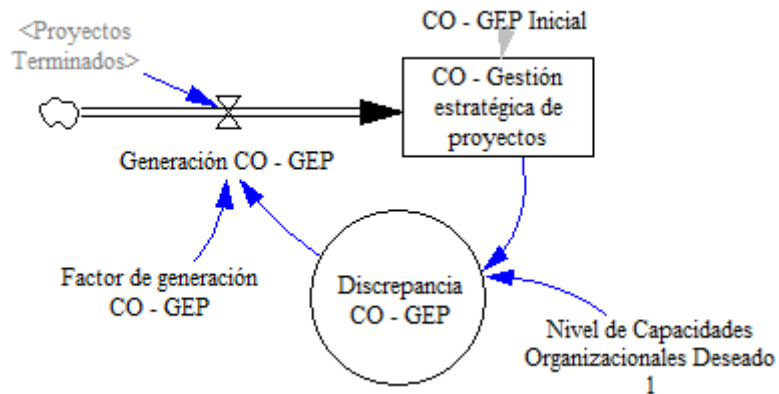 <Proyectos
Terminados>
CO - GEP Inicial
CO - Gestión
estratégica de
proyectos
Generación CO - GEP
Factor de generación
CO - GEP
Discrepancia
CO - GEP
Nivel de Capacidades
Organizacionales Deseado
1